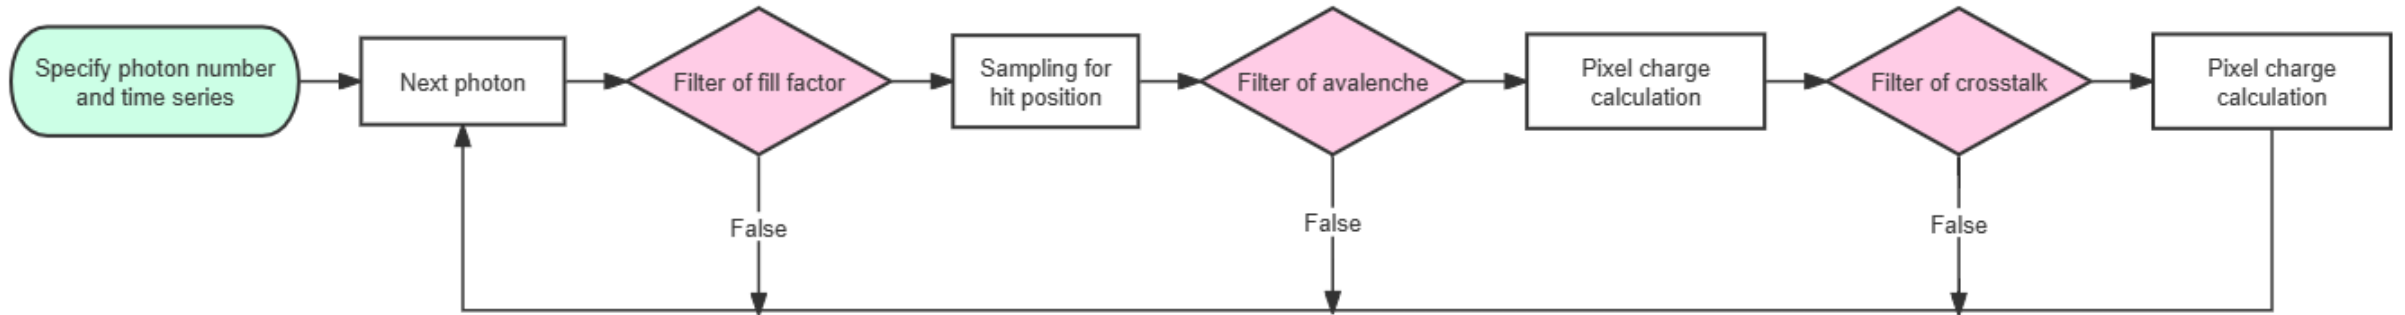 Specify photon number
and time series
Next photon
Filter of fill factor
Sampling for
hit position
Filter of avalenche
Pixel charge
calculation
Filter of crosstalk
Pixel charge
calculation
False
False
False